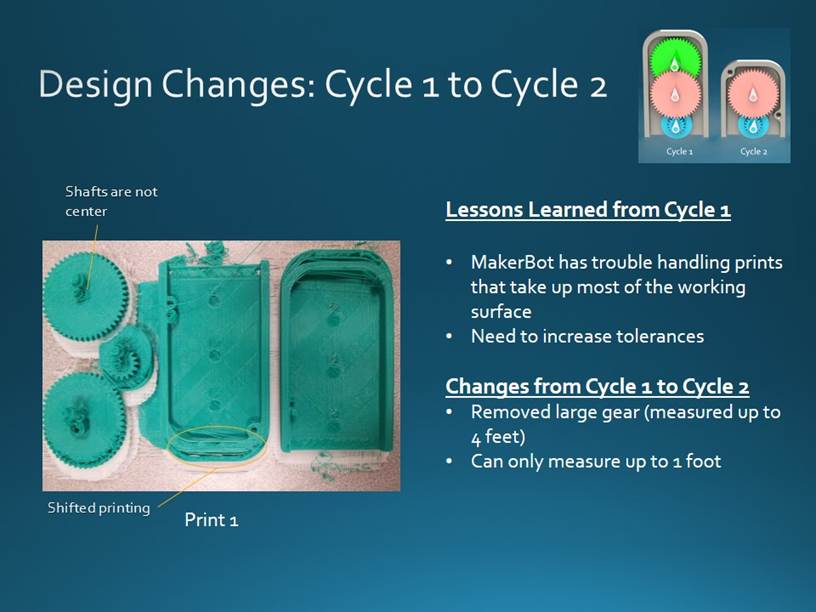 Design Changes: Cycle 1 to Cycle 2
Cycle 1
Cycle 2
Shafts are not
center
Shifted printing
Print 1
Lessons Learned from Cycle 1
• MakerBot has trouble handling prints
that take up most of the working
surface
• Need to increase tolerances
Changes from Cycle 1 to Cycle 2
• Removed large gear (measured up to
4 feet)
• Can only measure up to 1 foot